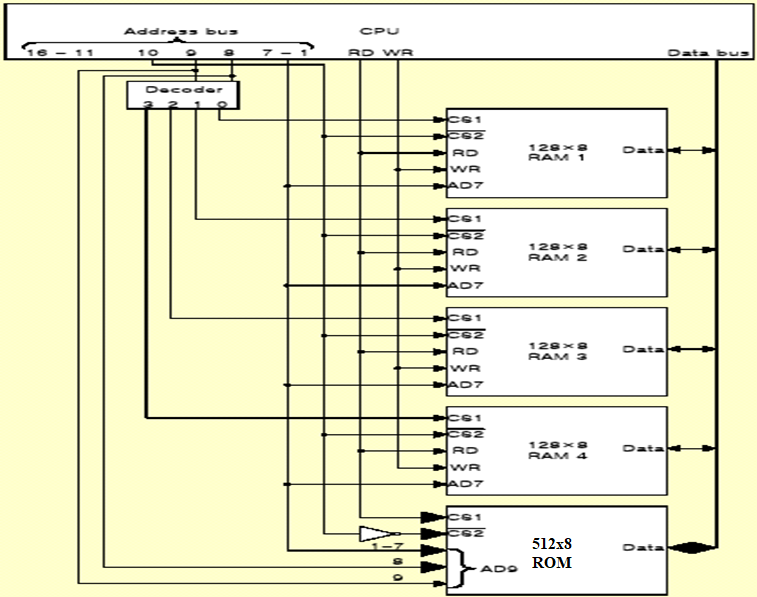 Address bus CPU
16 - 11 10 9 8 7 - 1 RD WR Data bus
Decoder
3 2 1 0
CS1
CS2
RD
WR
AD7
128×8
RAM 1
Data
CS1
CS2
RD
WR
AD7
128×8
RAM 2
Data
CS1
CS2
RD
WR
AD7
128×8
RAM 3
Data
CS1
CS2
RD
WR
AD7
128×8
RAM 4
Data
CS1
CS2
1-7
8
9
AD9
512x8
ROM
Data